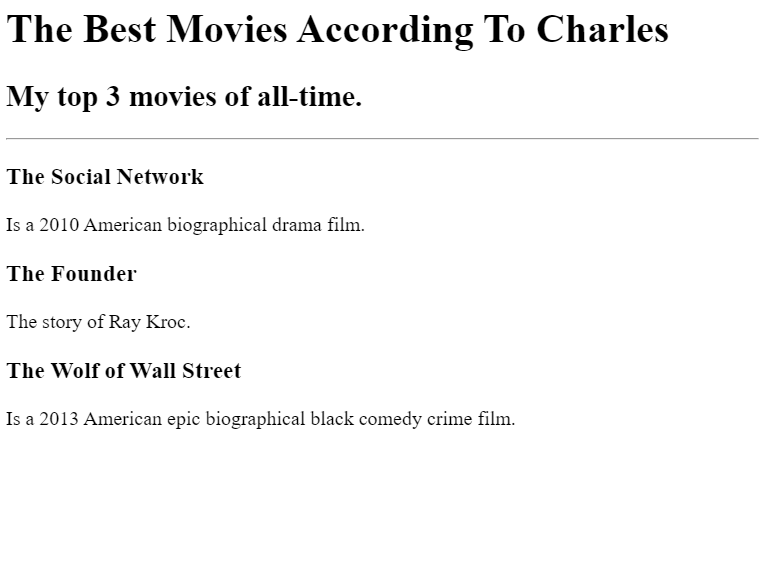 The Best Movies According To Charles
My top 3 movies of all-time.
The Social Network
Is a 2010 American biographical drama film.
The Founder
The story of Ray Kroc.
The Wolf of Wall Street
Is a 2013 American epic biographical black comedy crime film.